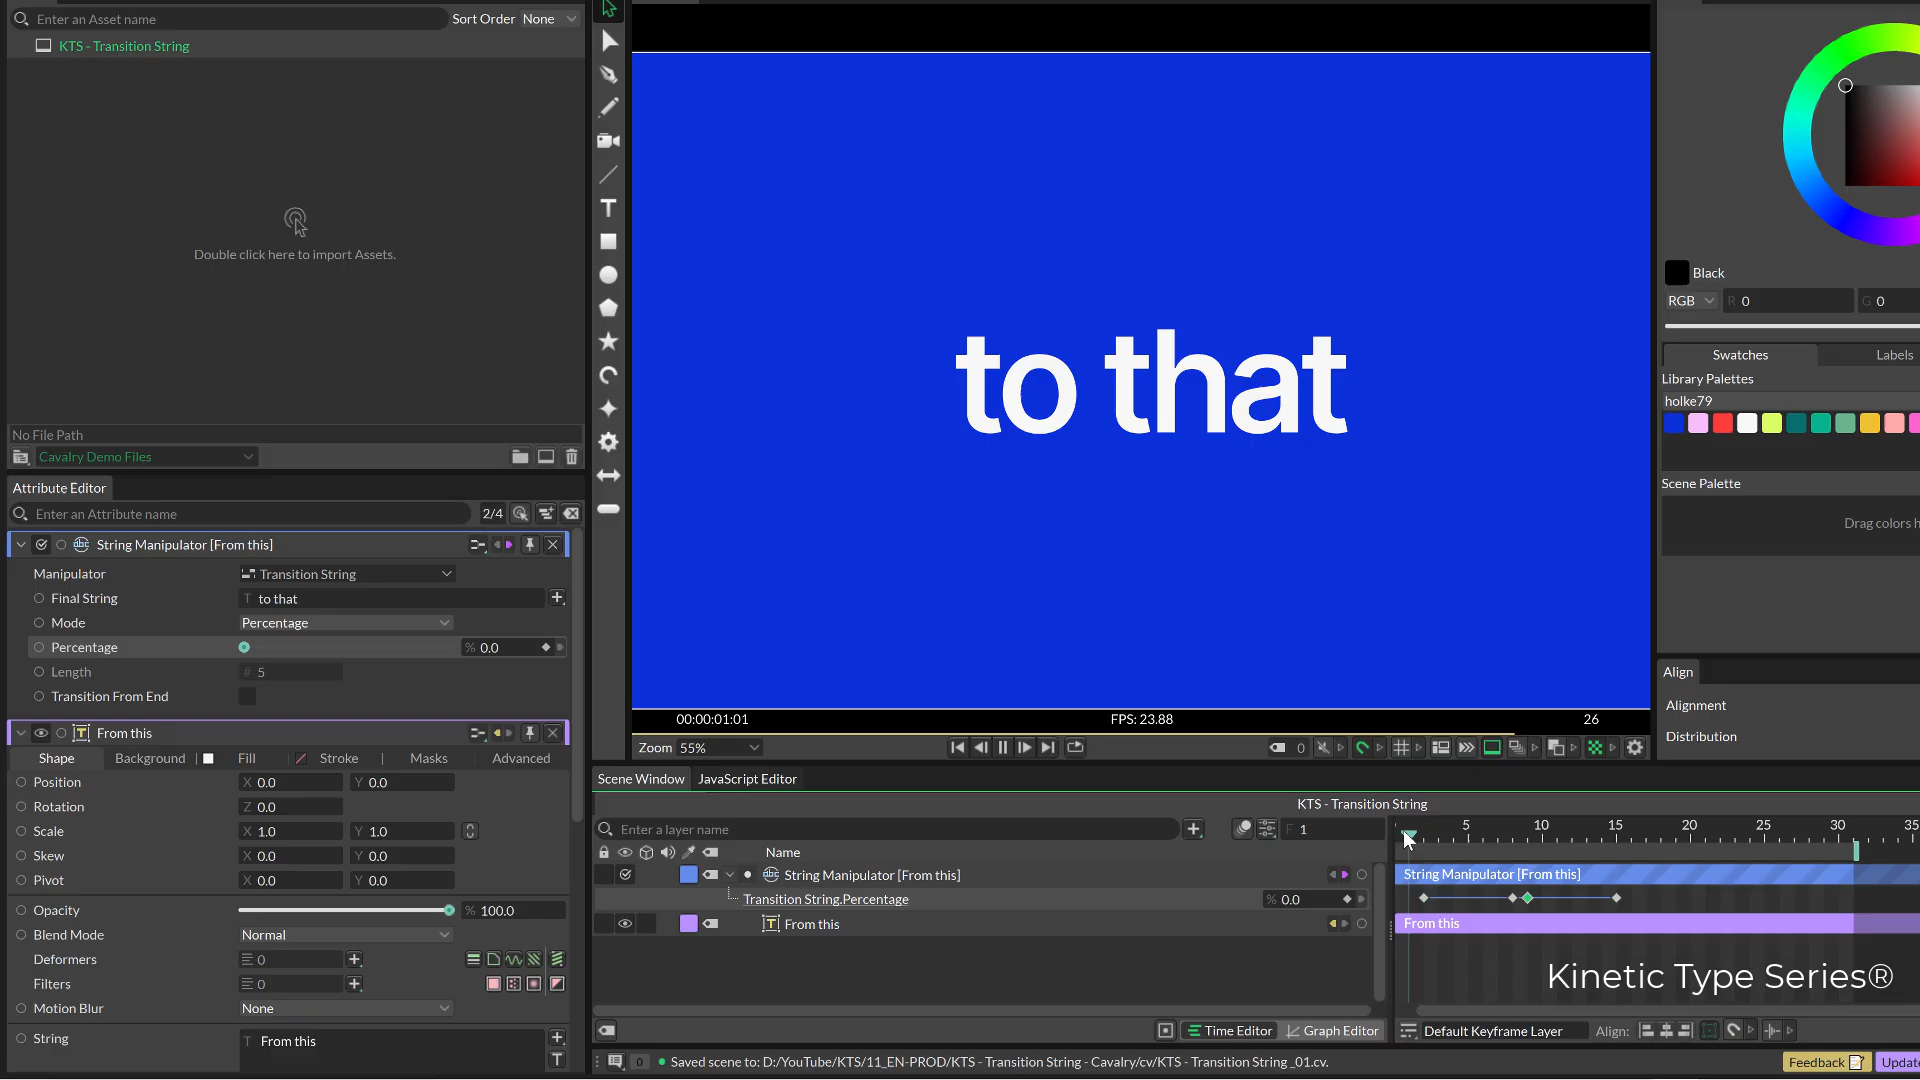 Enter an Asset name
Sort Order None
KTS - Transition String
Double click here to import Assets.
No File Path
Cavalry Demo Files
Attribute Editor
Enter an Attribute name 2/4
String Manipulator [From this]
Manipulator Transition String
Final String T to that
Mode Percentage
Percentage % 0.0
Length # 5
Transition From End
From this
Shape Background Fill Stroke Masks Advanced
Position X 0.0 Y 0.0
Rotation Z 0.0
Scale X 1.0 Y 1.0
Skew X 0.0 Y 0.0
Pivot X 0.0 Y 0.0
Opacity % 100.0
Blend Mode Normal
Deformers 0
Filters 0
Motion Blur None
String T From this
to that
00:00:01:01 FPS: 23.88 26
Zoom 55% 0
Scene Window JavaScript Editor
KTS - Transition String
Enter a layer name F 1
Name
String Manipulator [From this]
Transition String.Percentage % 0.0
From this
5 10 15 20 25 30 35
String Manipulator [From this]
From this
Kinetic Type Series®
Time Editor Graph Editor
Default Keyframe Layer Align:
0 Saved scene to: D:/YouTube/KTS/11_EN-PROD/KTS - Transition String - Cavalry/cv/KTS - Transition String _01.cv.
Feedback Update
Black
RGB R 0 G 0
Swatches Labels
Library Palettes
holke79
Scene Palette
Drag colors h
Align
Alignment
Distribution